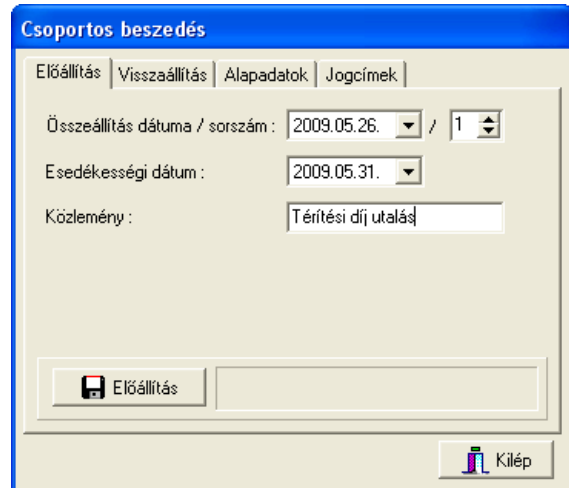 Csoportos beszedés
Előállítás Visszaállítás Alapadatok Jogcímek
Összeállítás dátuma / sorszám : 2009.05.26. / 1
Esedékességi dátum : 2009.05.31.
Közlemény : Térítési díj utalás
Előállítás
Kilép